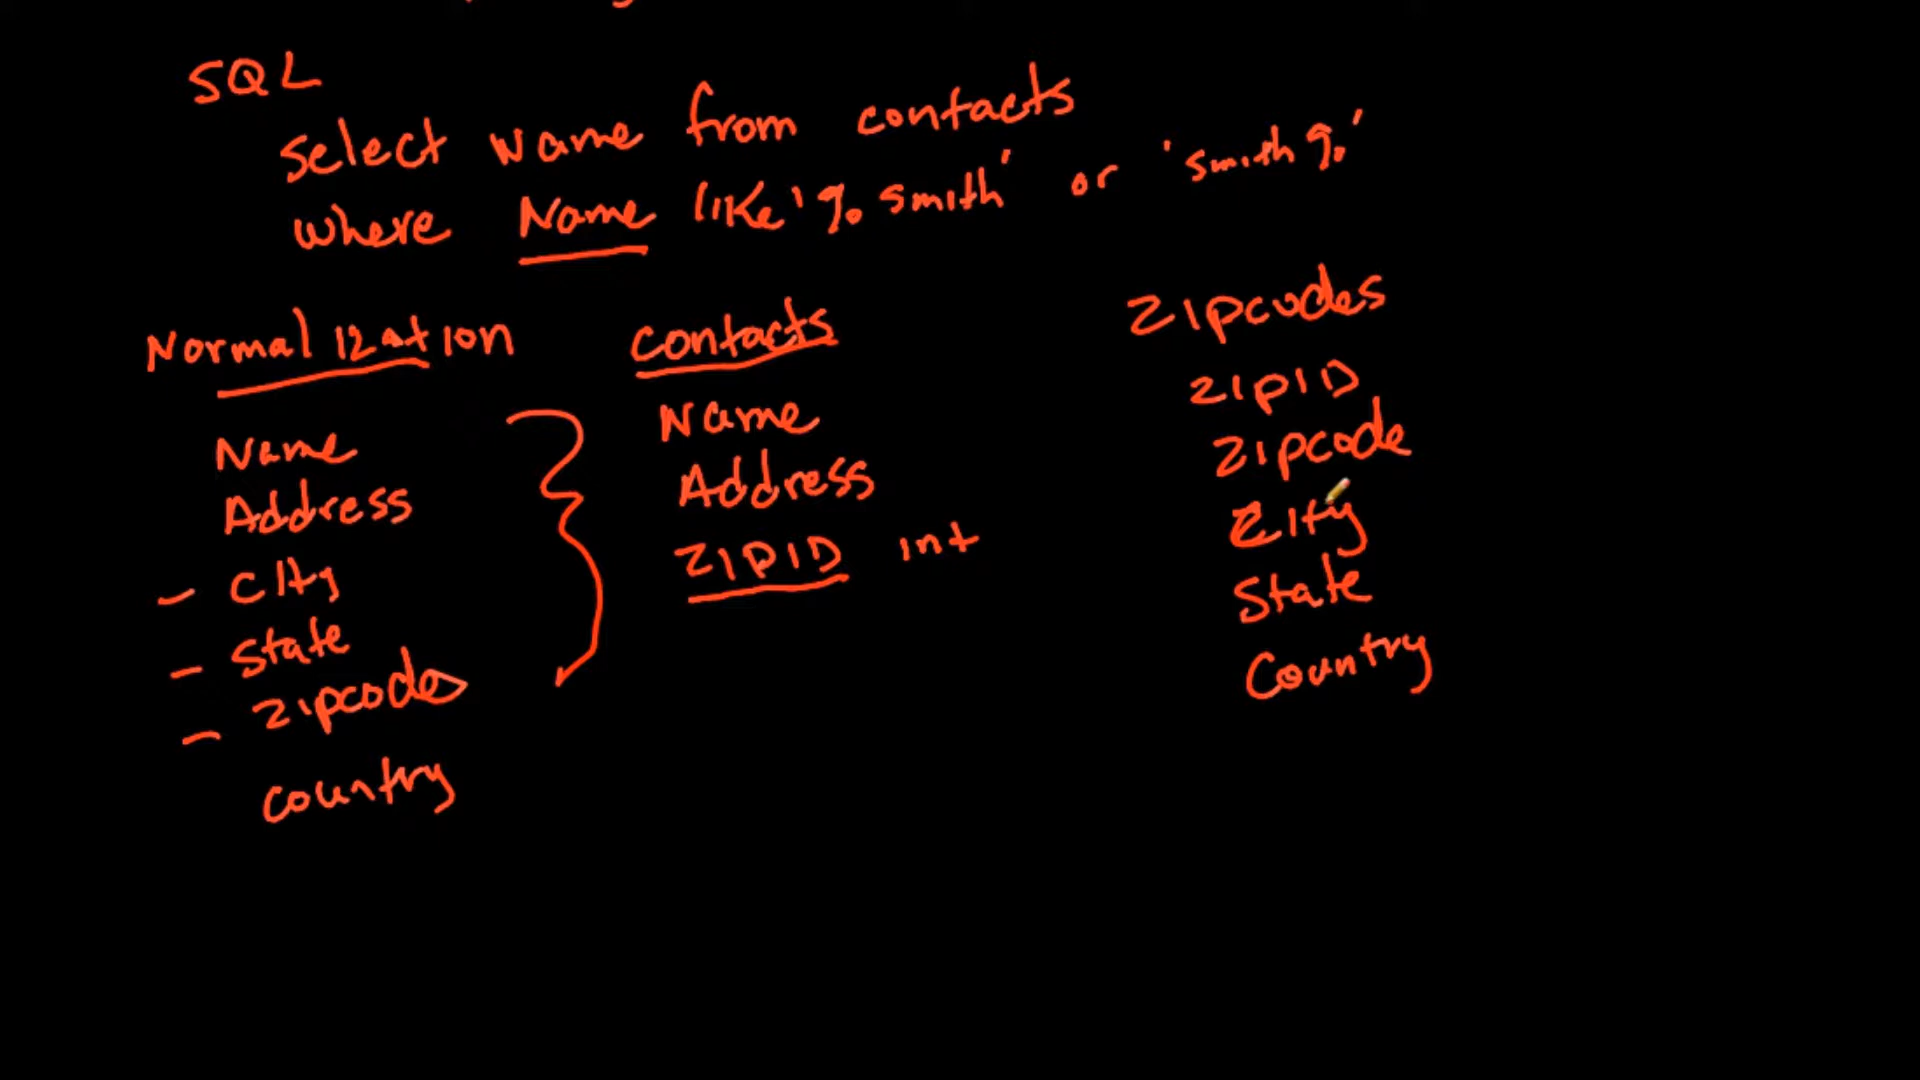 SQL
Select Name from contacts
where Name like '% smith' or 'smith %'
Normalization
Name
Address
- City
- State
- Zipcodes
Country
Contacts
Name
Address
ZIPID int
Zipcodes
ZIPID
Zipcode
City
State
Country